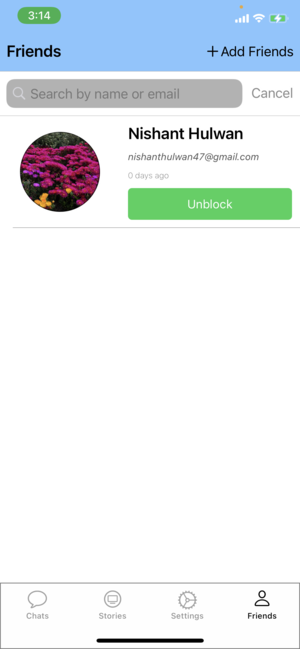 3:14
Friends
+ Add Friends
Search by name or email
Cancel
Nishant Hulwan
nishanthulwan47@gmail.com
0 days ago
Unblock
Chats
Stories
Settings
Friends